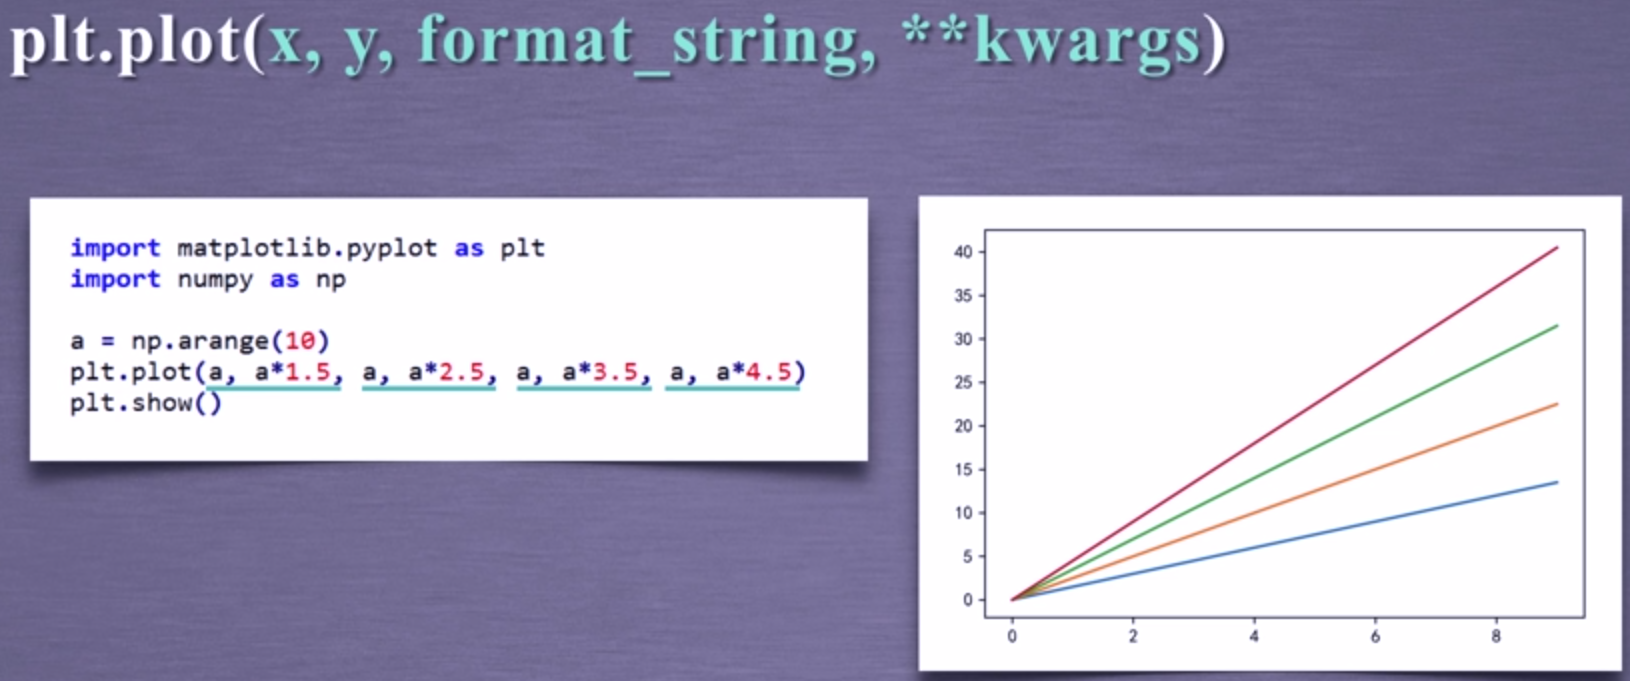 plt.plot(x, y, format_string, **kwargs)
import matplotlib.pyplot as plt
import numpy as np
a = np.arange(10)
plt.plot(a, a*1.5, a, a*2.5, a, a*3.5, a, a*4.5)
plt.show()
40
35
30
25
20
15
10
5
0
0 2 4 6 8